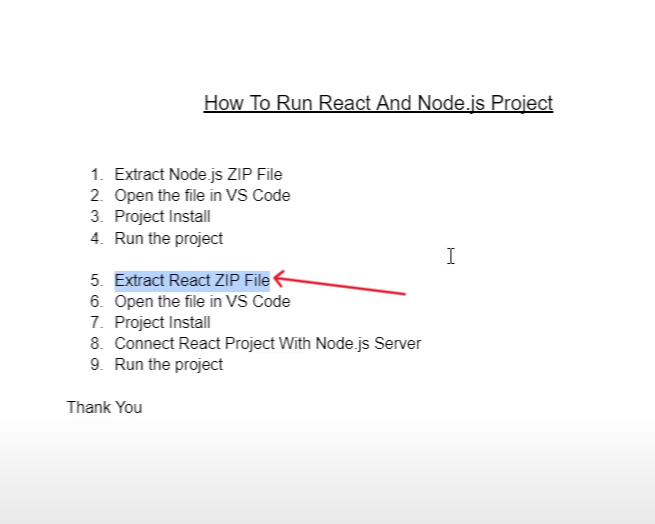 How To Run React And Node.js Project
1. Extract Node.js ZIP File
2. Open the file in VS Code
3. Project Install
4. Run the project
5. Extract React ZIP File
6. Open the file in VS Code
7. Project Install
8. Connect React Project With Node.js Server
9. Run the project
Thank You